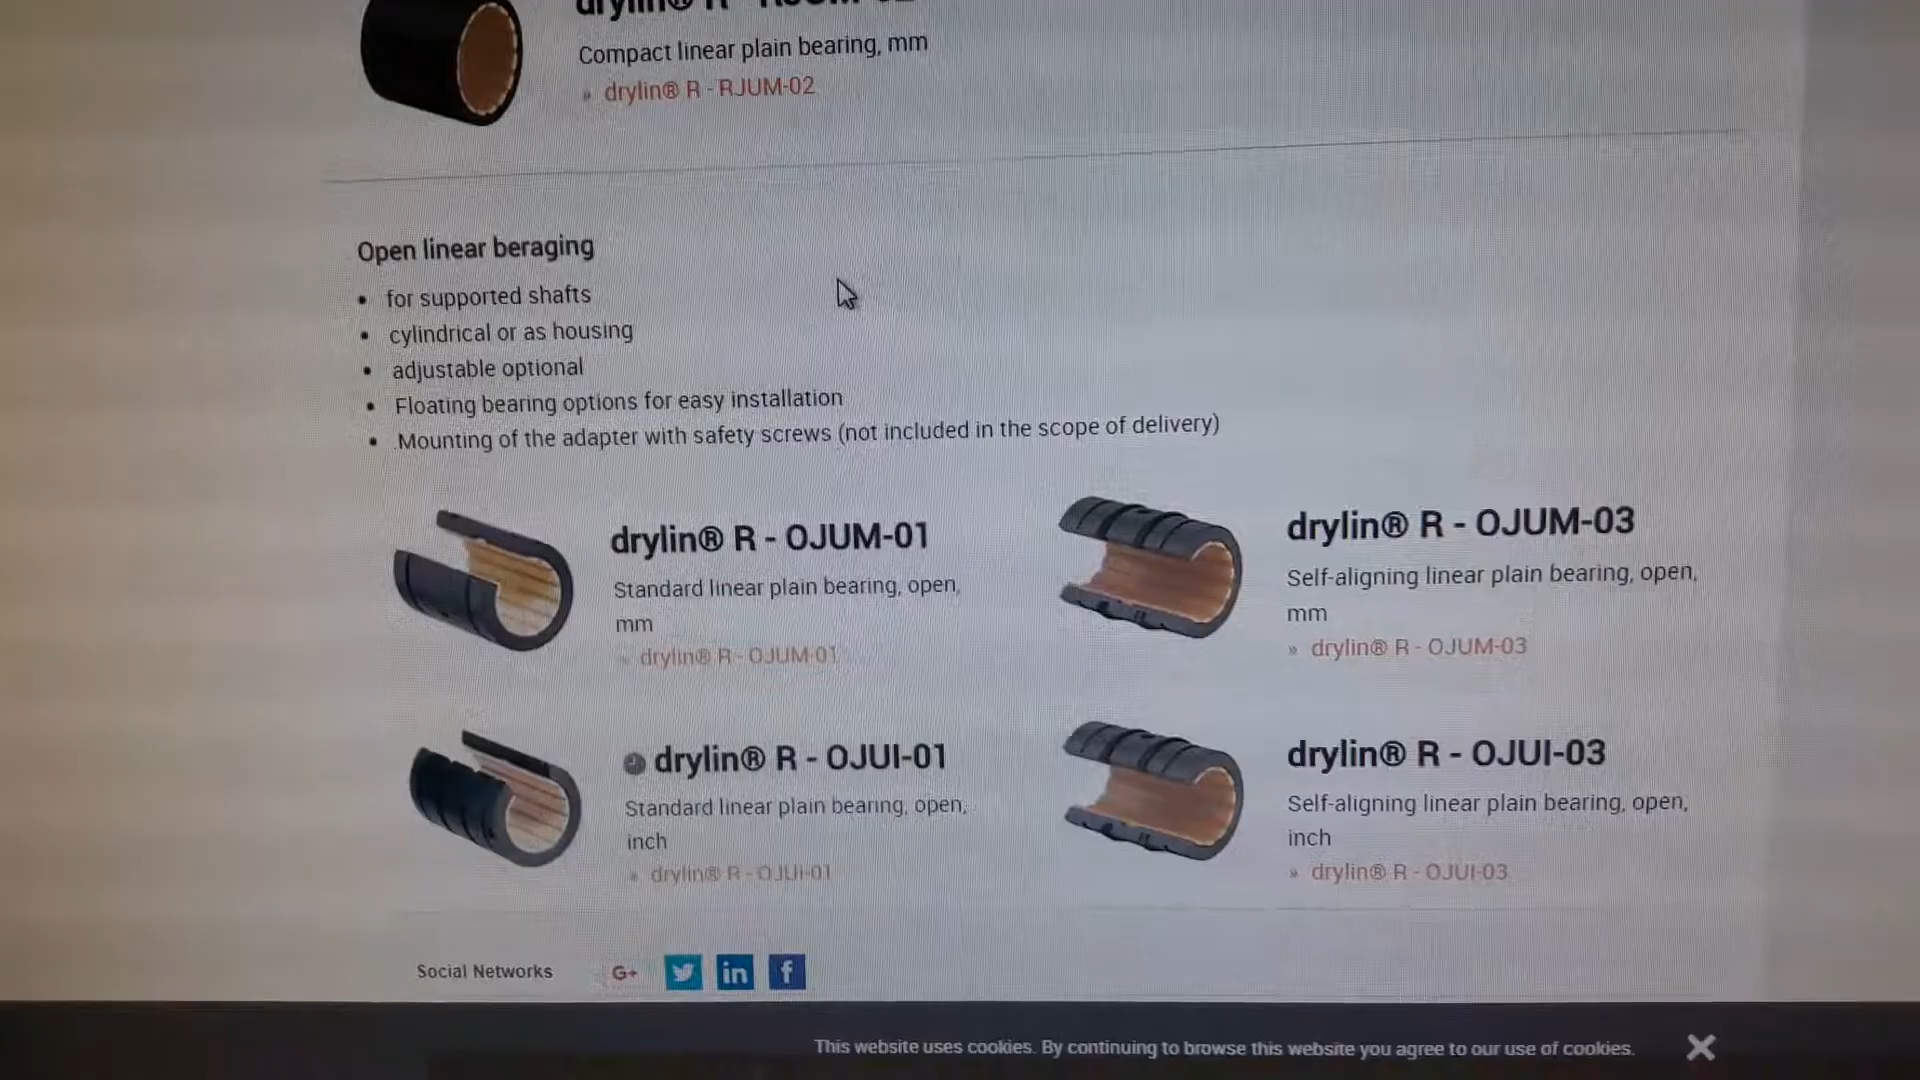 drylin® R - RJUM-02
Compact linear plain bearing, mm
» drylin® R - RJUM-02
Open linear beraging
• for supported shafts
• cylindrical or as housing
• adjustable optional
• Floating bearing options for easy installation
• .Mounting of the adapter with safety screws (not included in the scope of delivery)
drylin® R - OJUM-01
Standard linear plain bearing, open,
mm
» drylin® R - OJUM-01
drylin® R - OJUM-03
Self-aligning linear plain bearing, open,
mm
» drylin® R - OJUM-03
drylin® R - OJUI-01
Standard linear plain bearing, open,
inch
» drylin® R - OJUI-01
drylin® R - OJUI-03
Self-aligning linear plain bearing, open,
inch
» drylin® R - OJUI-03
Social Networks G+ in f
This website uses cookies. By continuing to browse this website you agree to our use of cookies.